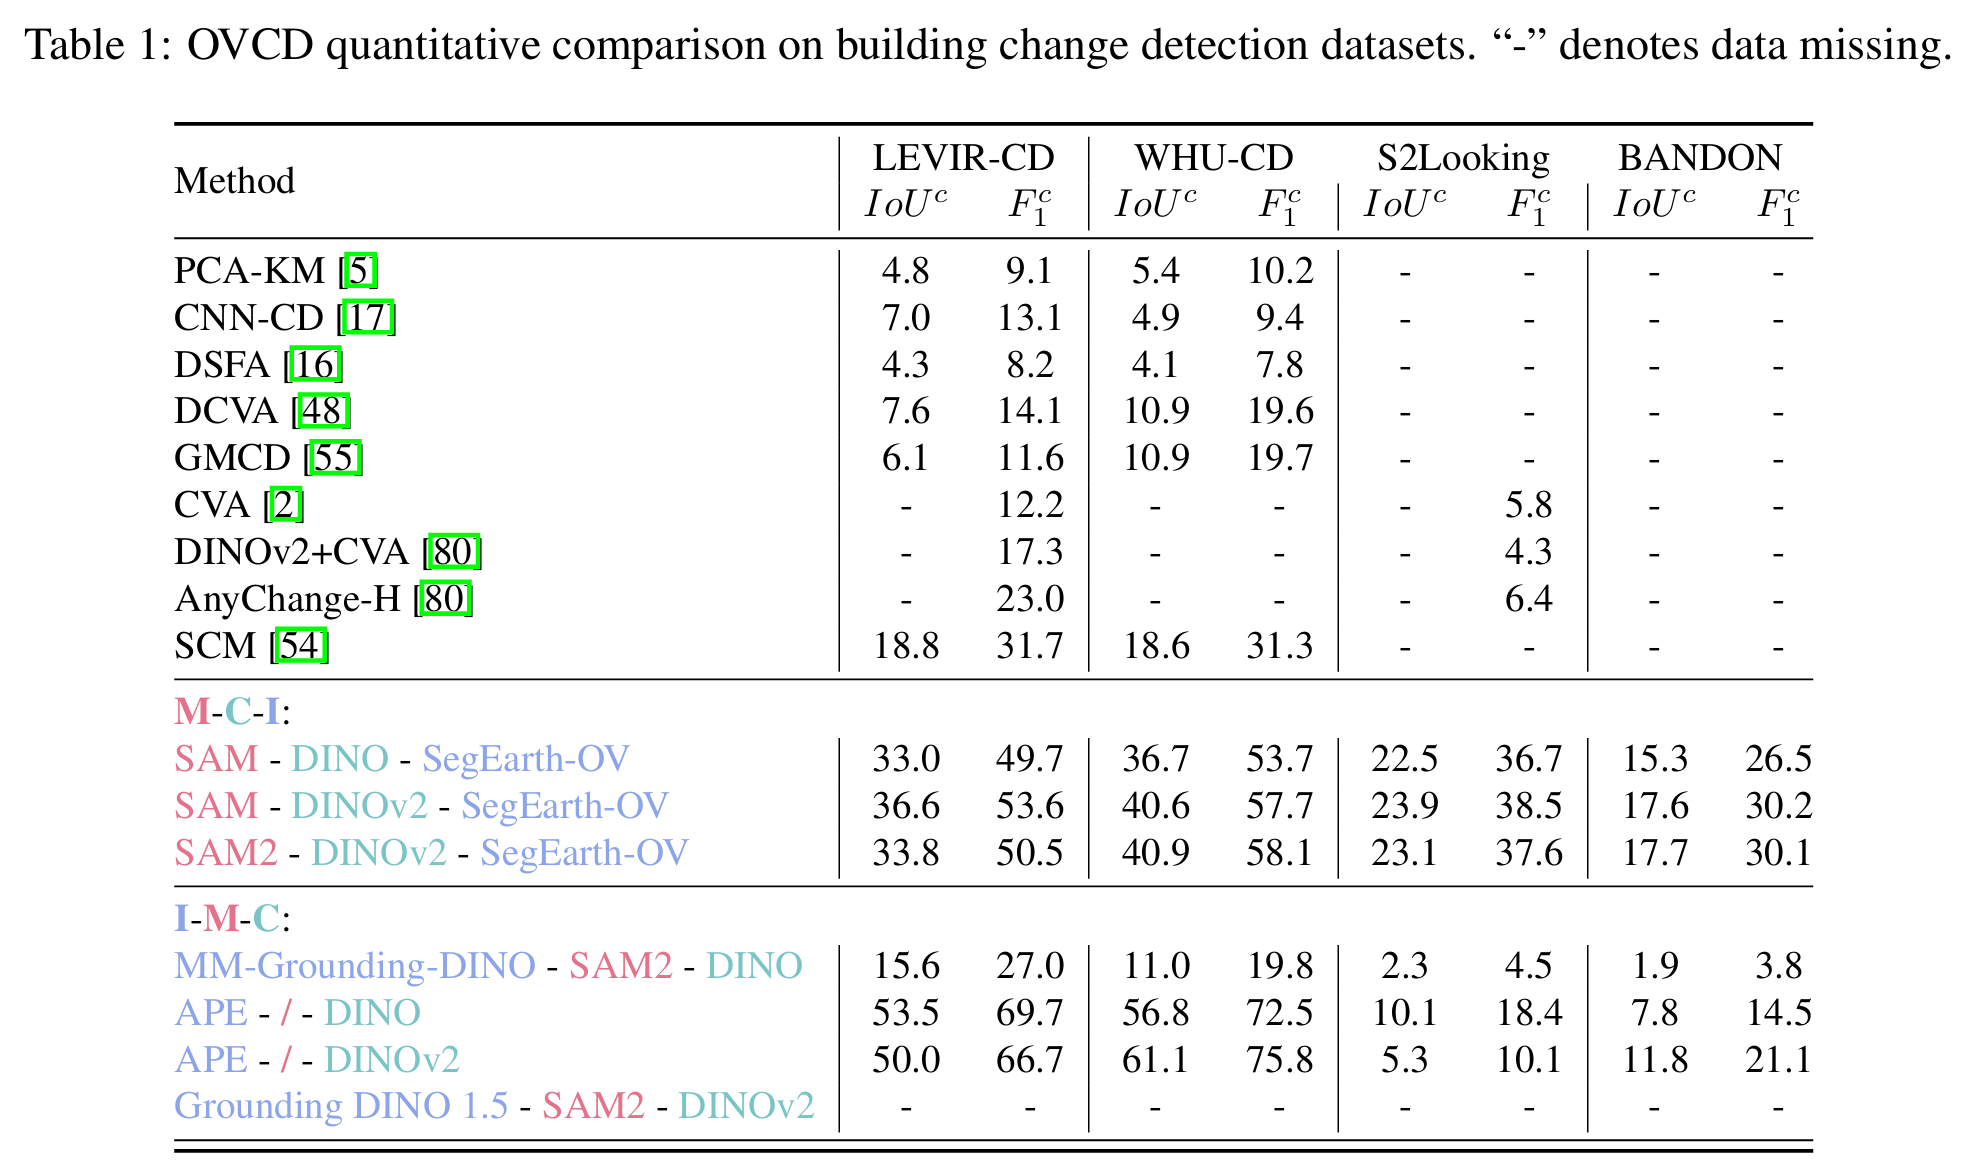 Table 1: OVCD quantitative comparison on building change detection datasets. “-” denotes data missing.
Method LEVIR-CD WHU-CD S2Looking BANDON
IoU^c F_1^c IoU^c F_1^c IoU^c F_1^c IoU^c F_1^c
PCA-KM [5] 4.8 9.1 5.4 10.2 - - - -
CNN-CD [17] 7.0 13.1 4.9 9.4 - - - -
DSFA [16] 4.3 8.2 4.1 7.8 - - - -
DCVA [48] 7.6 14.1 10.9 19.6 - - - -
GMCD [55] 6.1 11.6 10.9 19.7 - - - -
CVA [2] - 12.2 - - - 5.8 - -
DINOv2+CVA [80] - 17.3 - - - 4.3 - -
AnyChange-H [80] - 23.0 - - - 6.4 - -
SCM [54] 18.8 31.7 18.6 31.3 - - - -
M-C-I:
SAM - DINO - SegEarth-OV 33.0 49.7 36.7 53.7 22.5 36.7 15.3 26.5
SAM - DINOv2 - SegEarth-OV 36.6 53.6 40.6 57.7 23.9 38.5 17.6 30.2
SAM2 - DINOv2 - SegEarth-OV 33.8 50.5 40.9 58.1 23.1 37.6 17.7 30.1
I-M-C:
MM-Grounding-DINO - SAM2 - DINO 15.6 27.0 11.0 19.8 2.3 4.5 1.9 3.8
APE - / - DINO 53.5 69.7 56.8 72.5 10.1 18.4 7.8 14.5
APE - / - DINOv2 50.0 66.7 61.1 75.8 5.3 10.1 11.8 21.1
Grounding DINO 1.5 - SAM2 - DINOv2 - - - - - - - -